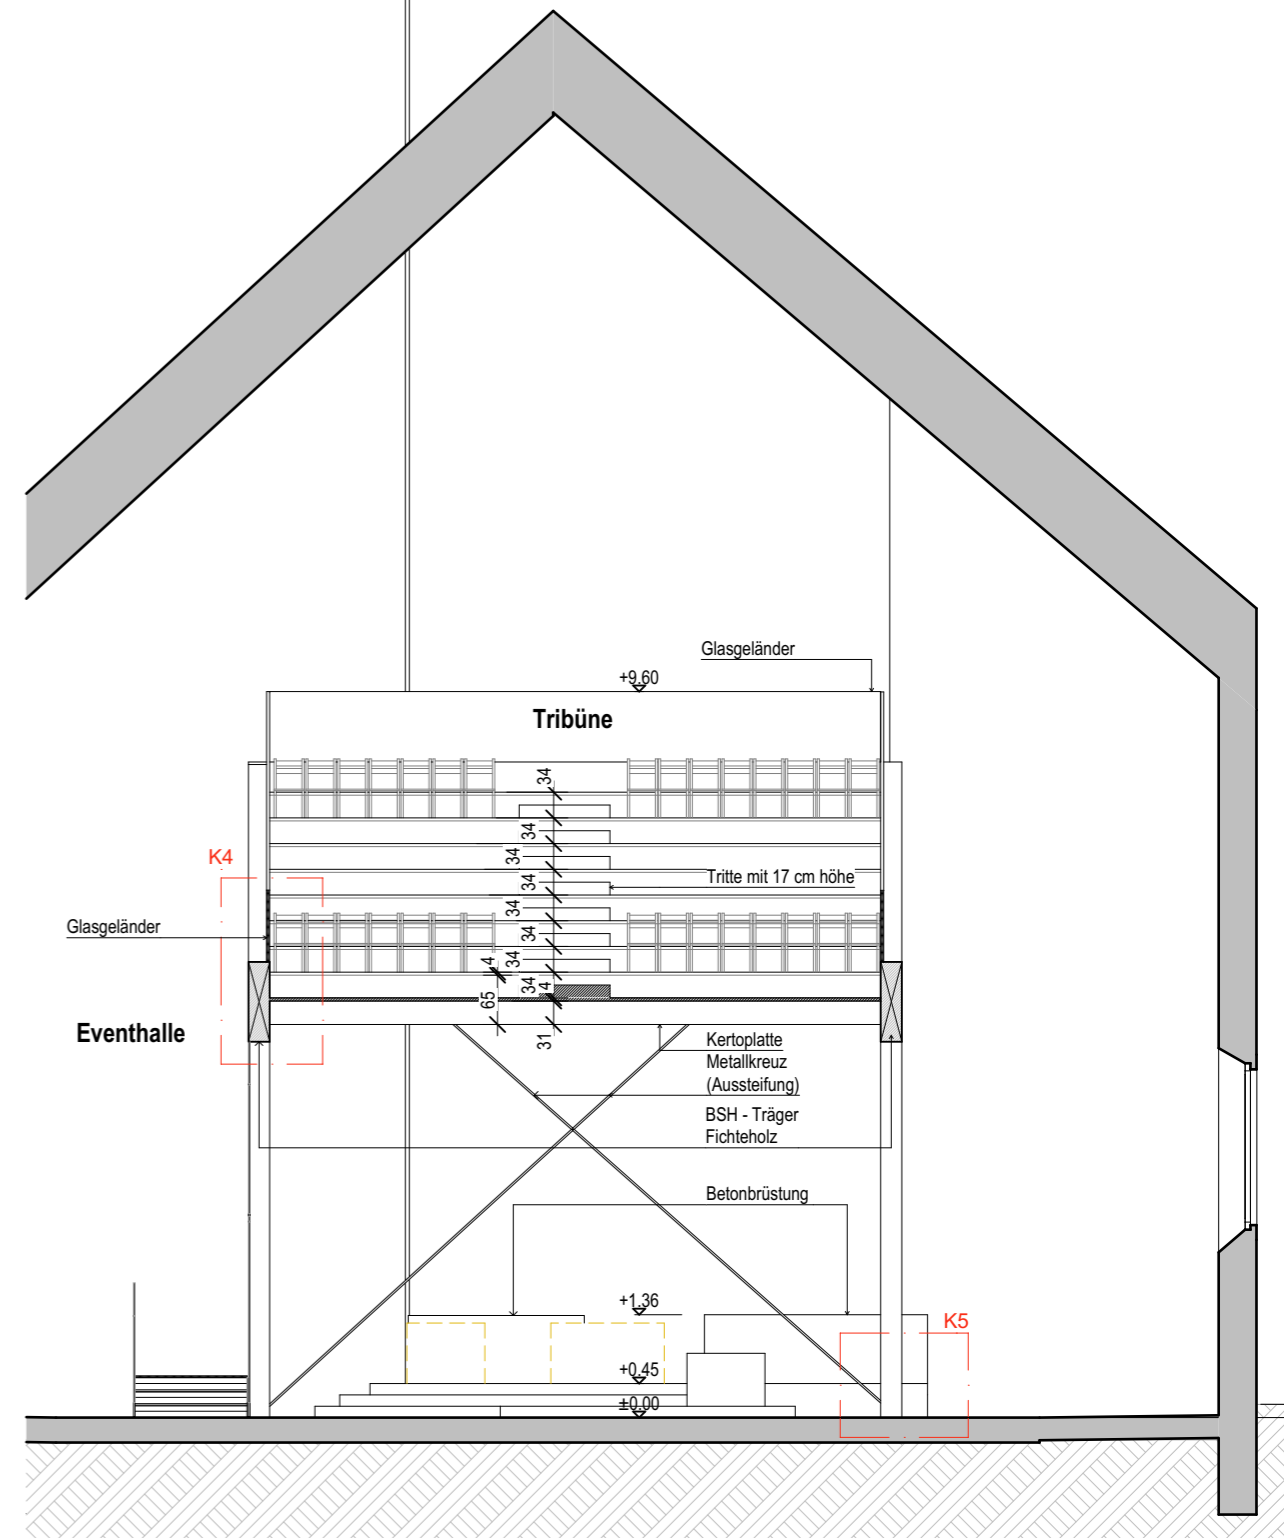 Glasgeländer
+9.60
Tribüne
34
34
K4
34
Tritte mit 17 cm höhe
34
34
Glasgeländer
34
4
34
34
4
65
Eventhalle
31
Kertoplatte
Metallkreuz
(Aussteifung)
BSH - Träger
Fichteholz
Betonbrüstung
+1.36
K5
+0.45
±0.00